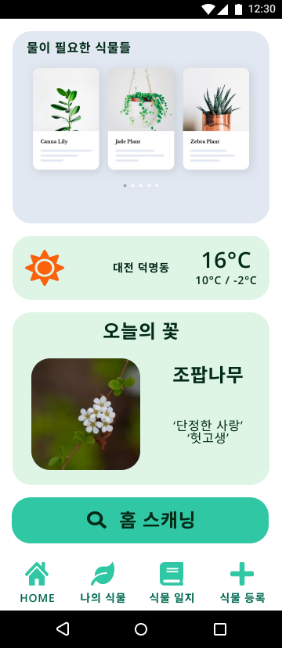 12:30
물이 필요한 식물들
Canna Lily
Jade Plant
Zebra Plant
대전 덕명동
16°C
10°C / -2°C
오늘의 꽃
조팝나무
‘단정한 사랑’
‘헛고생’
홈 스캐닝
HOME
나의 식물
식물 일지
식물 등록